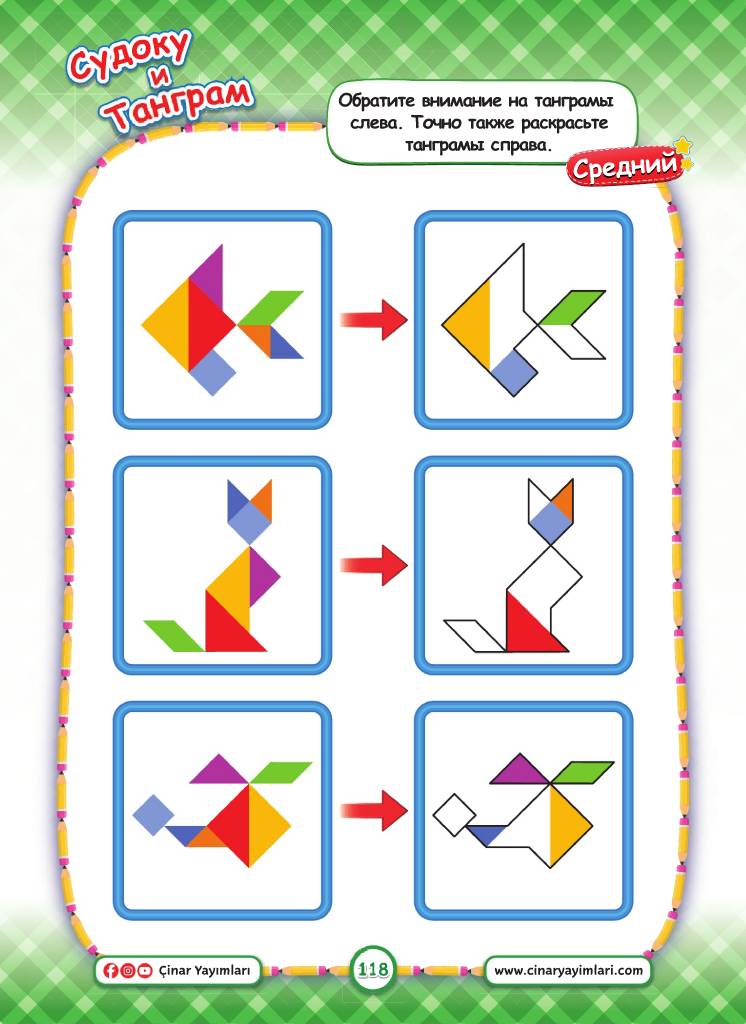 Судоку
и
Танграм
Обратите внимание на танграмы
слева. Точно также раскрасьте
танграмы справа.
Средний
Çinar Yayımları
118
www.cinaryayimlari.com